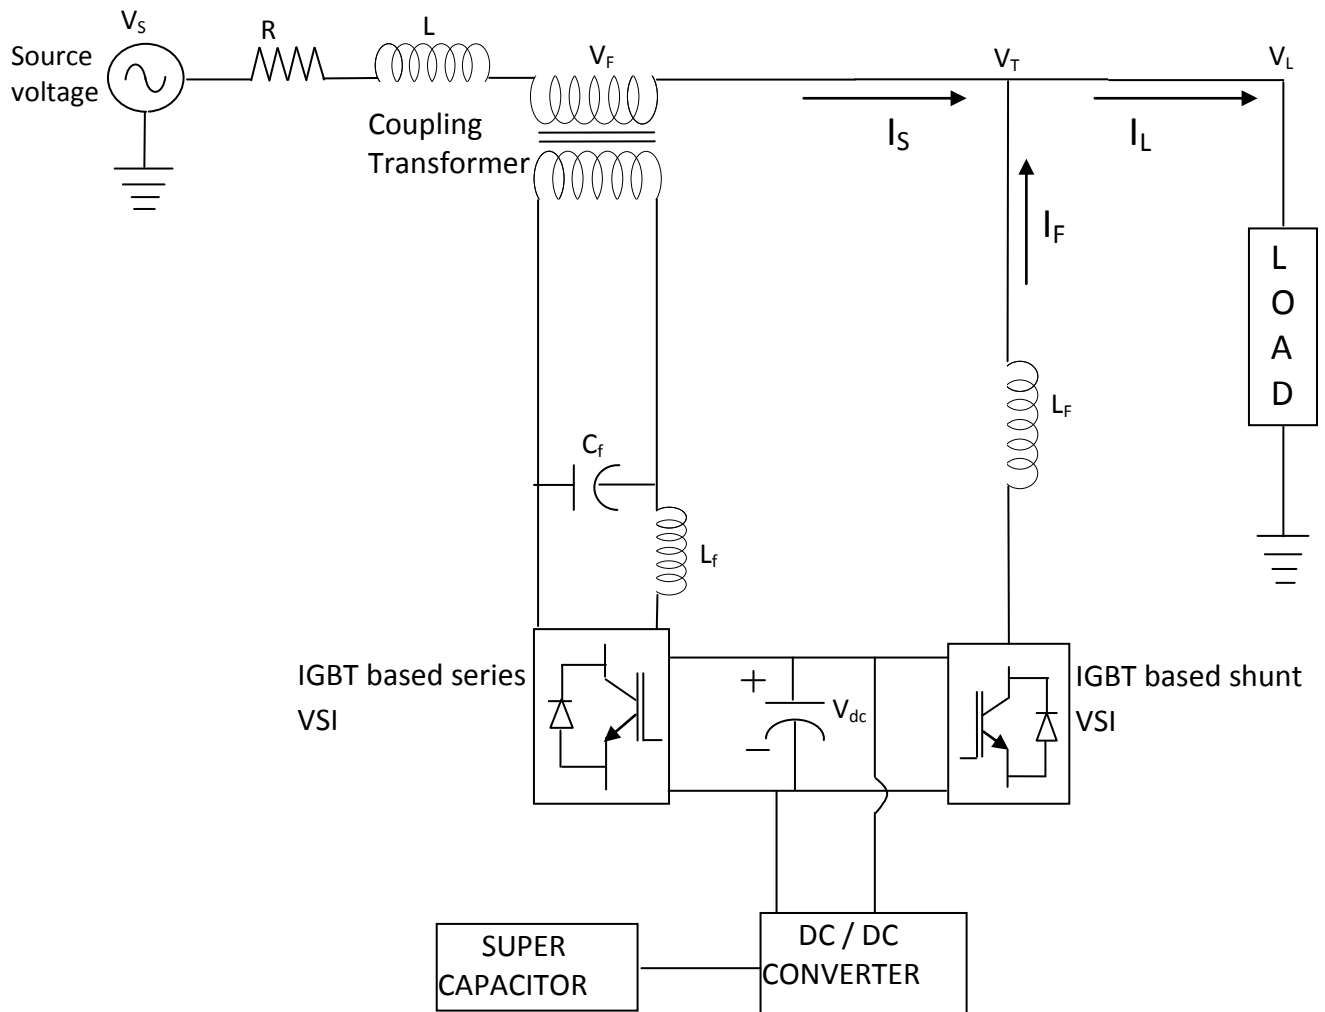 V_S
Source
voltage
R
L
V_F
V_T
V_L
Coupling
Transformer
I_S
I_L
I_F
L
O
A
D
L_F
C_f
L_f
IGBT based series
VSI
+
V_dc
−
IGBT based shunt
VSI
SUPER
CAPACITOR
DC / DC
CONVERTER